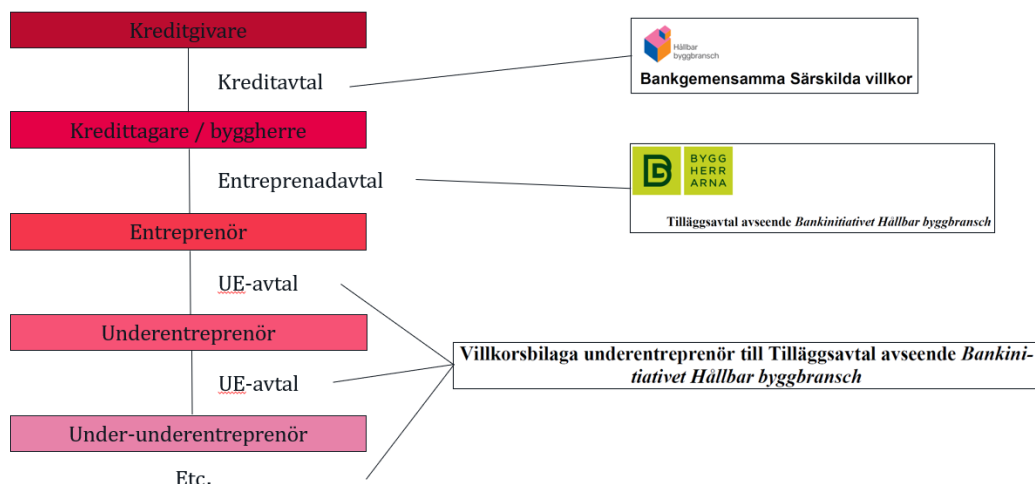 Kreditgivare
Kreditavtal
Hållbar
byggbransch
Bankgemensamma Särskilda villkor
Kredittagare / byggherre
Entreprenadavtal
BYGG
HERR
ARNA
Tilläggsavtal avseende Bankinitiativet Hållbar byggbransch
Entreprenör
UE-avtal
Underentreprenör
UE-avtal
Villkorsbilaga underentreprenör till Tilläggsavtal avseende Bankini-
tiativet Hållbar byggbransch
Under-underentreprenör
Etc.